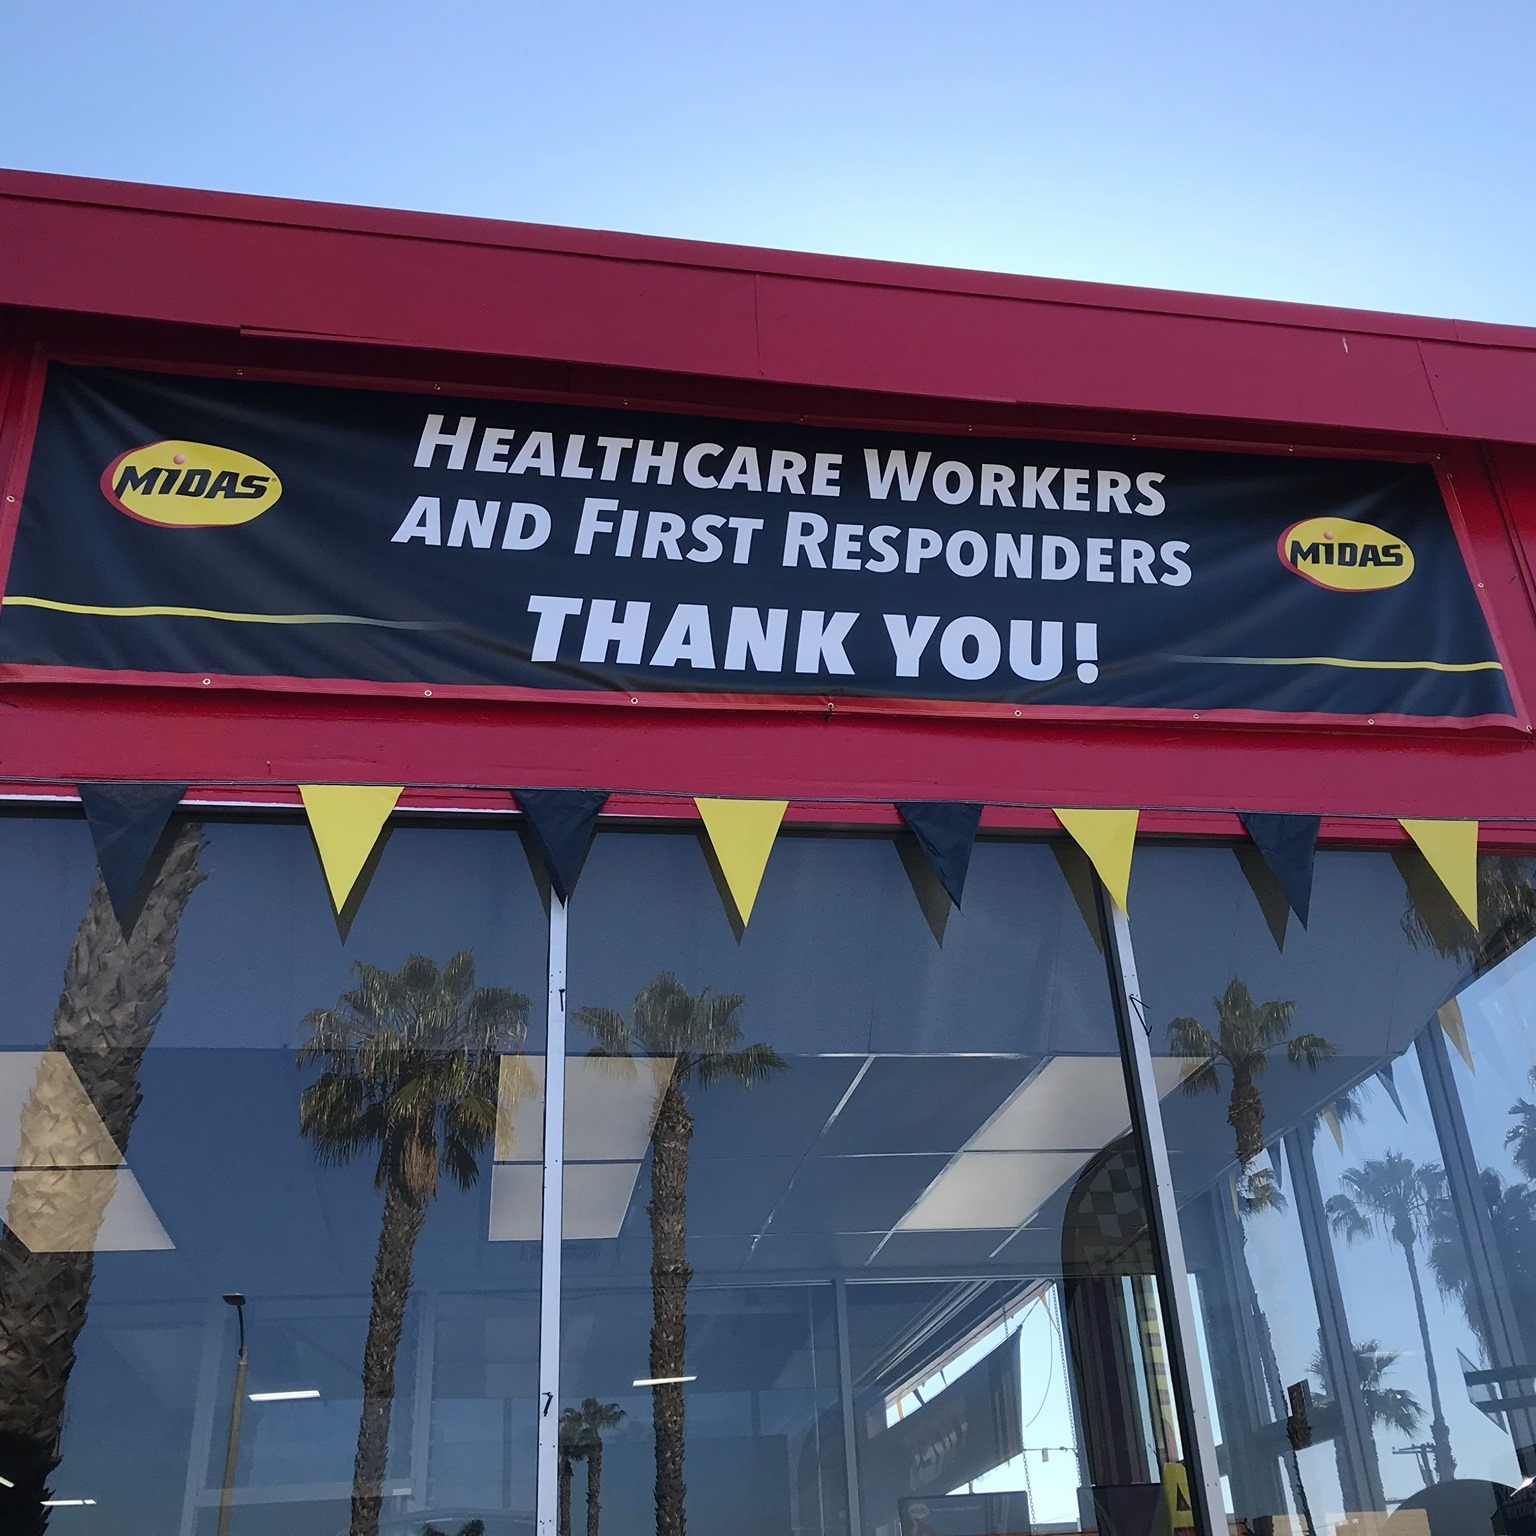 MIDAS
HEALTHCARE WORKERS
AND FIRST RESPONDERS
THANK YOU!
MIDAS